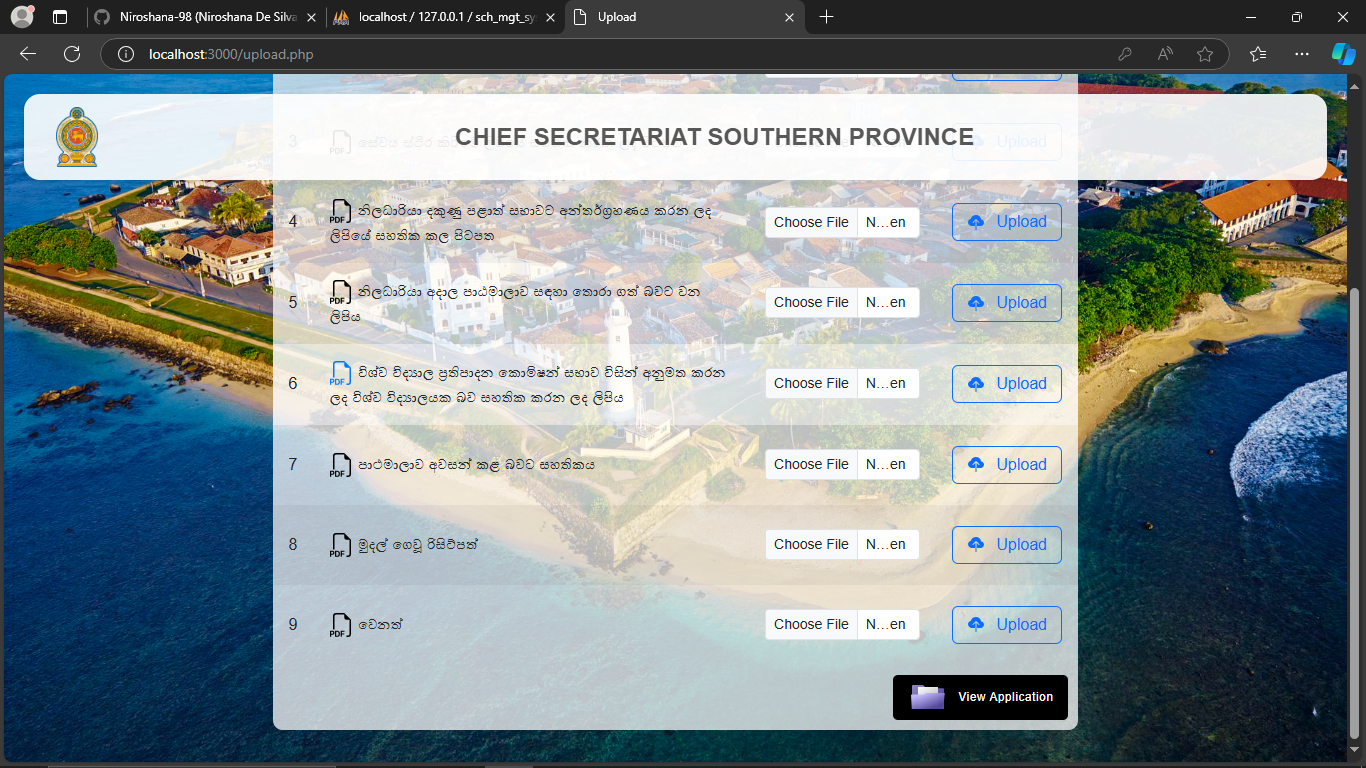 Niroshana-98 (Niroshana De Silva
localhost / 127.0.0.1 / sch_mgt_sy
Upload
localhost:3000/upload.php
CHIEF SECRETARIAT SOUTHERN PROVINCE
3 Upload
4 PDF නිලධාරියා දකුණු පළාත් සභාවට අන්තර්ග්‍රහණය කරන ලද Choose File N...en Upload
ලිපියේ සහතික කල පිටපත
5 PDF නිලධාරියා අදාල පාඨමාලාව සඳහා තොරා ගත් බවට වන Choose File N...en Upload
ලිපිය
6 PDF විශ්ව විද්‍යාල ප්‍රතිපාදන කොමිෂන් සභාව විසින් අනුමත කරන Choose File N...en Upload
ලද විශ්ව විද්‍යාලයක බව සහතික කරන ලද ලිපිය
7 PDF පාඨමාලාව අවසන් කළ බවට සහතිකය Choose File N...en Upload
8 PDF මුදල් ගෙවූ රිසිට්පත් Choose File N...en Upload
9 PDF වෙනත් Choose File N...en Upload
View Application